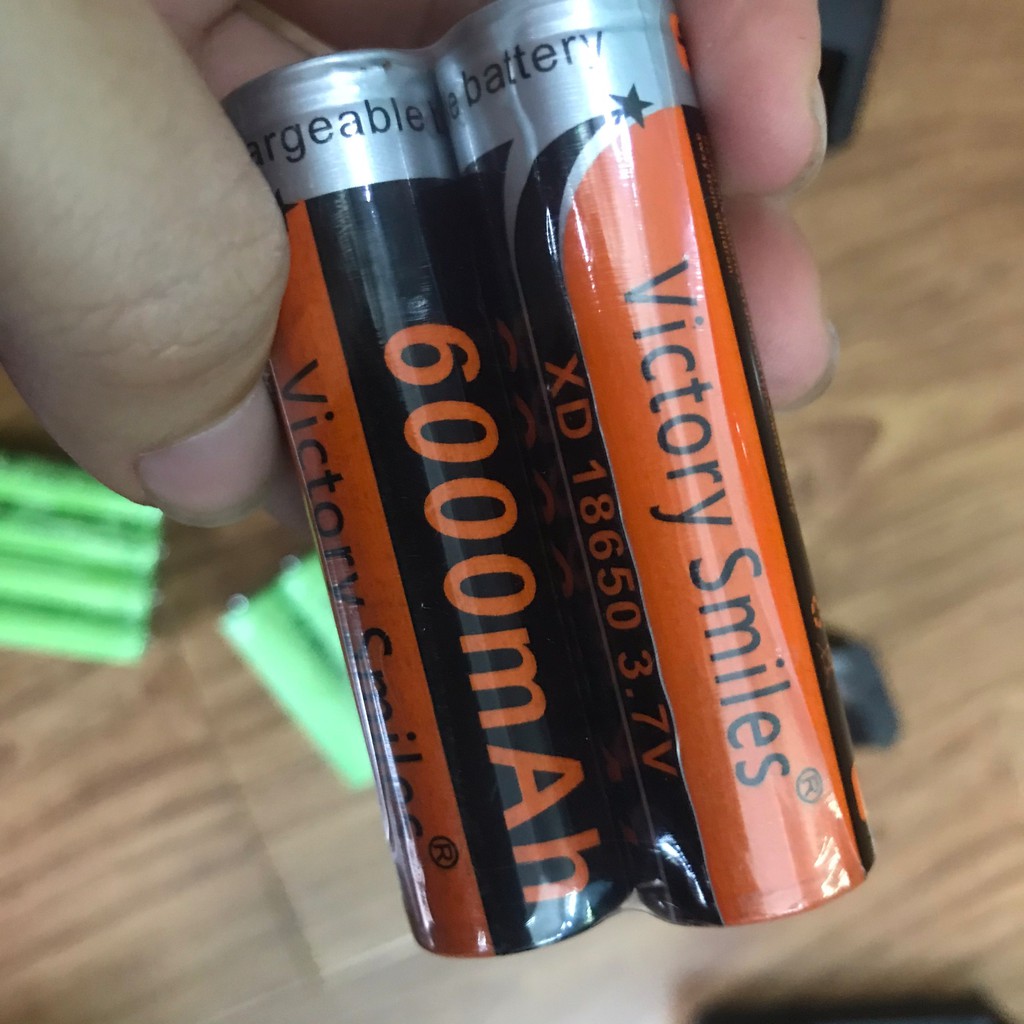 argeable
a battery
Victory Smiles®
6000mAh
XD 18650 3.7V
Victory Smiles®